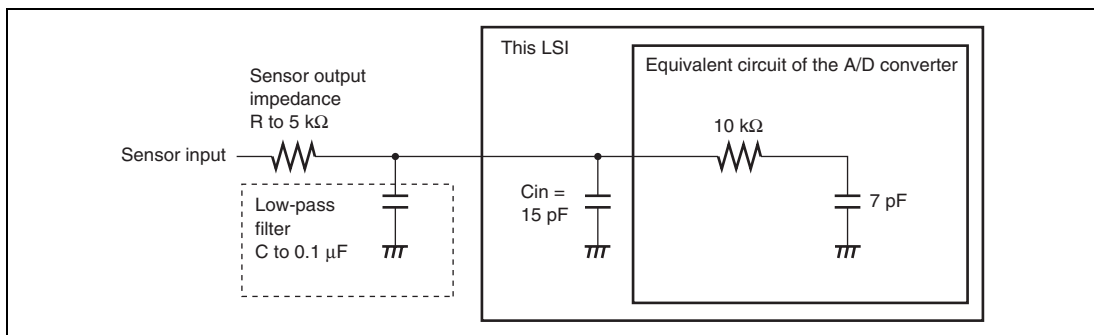 This LSI
Equivalent circuit of the A/D converter
Sensor output
impedance
R to 5 kΩ
10 kΩ
Sensor input
Low-pass
filter
C to 0.1 μF
Cin =
15 pF
7 pF